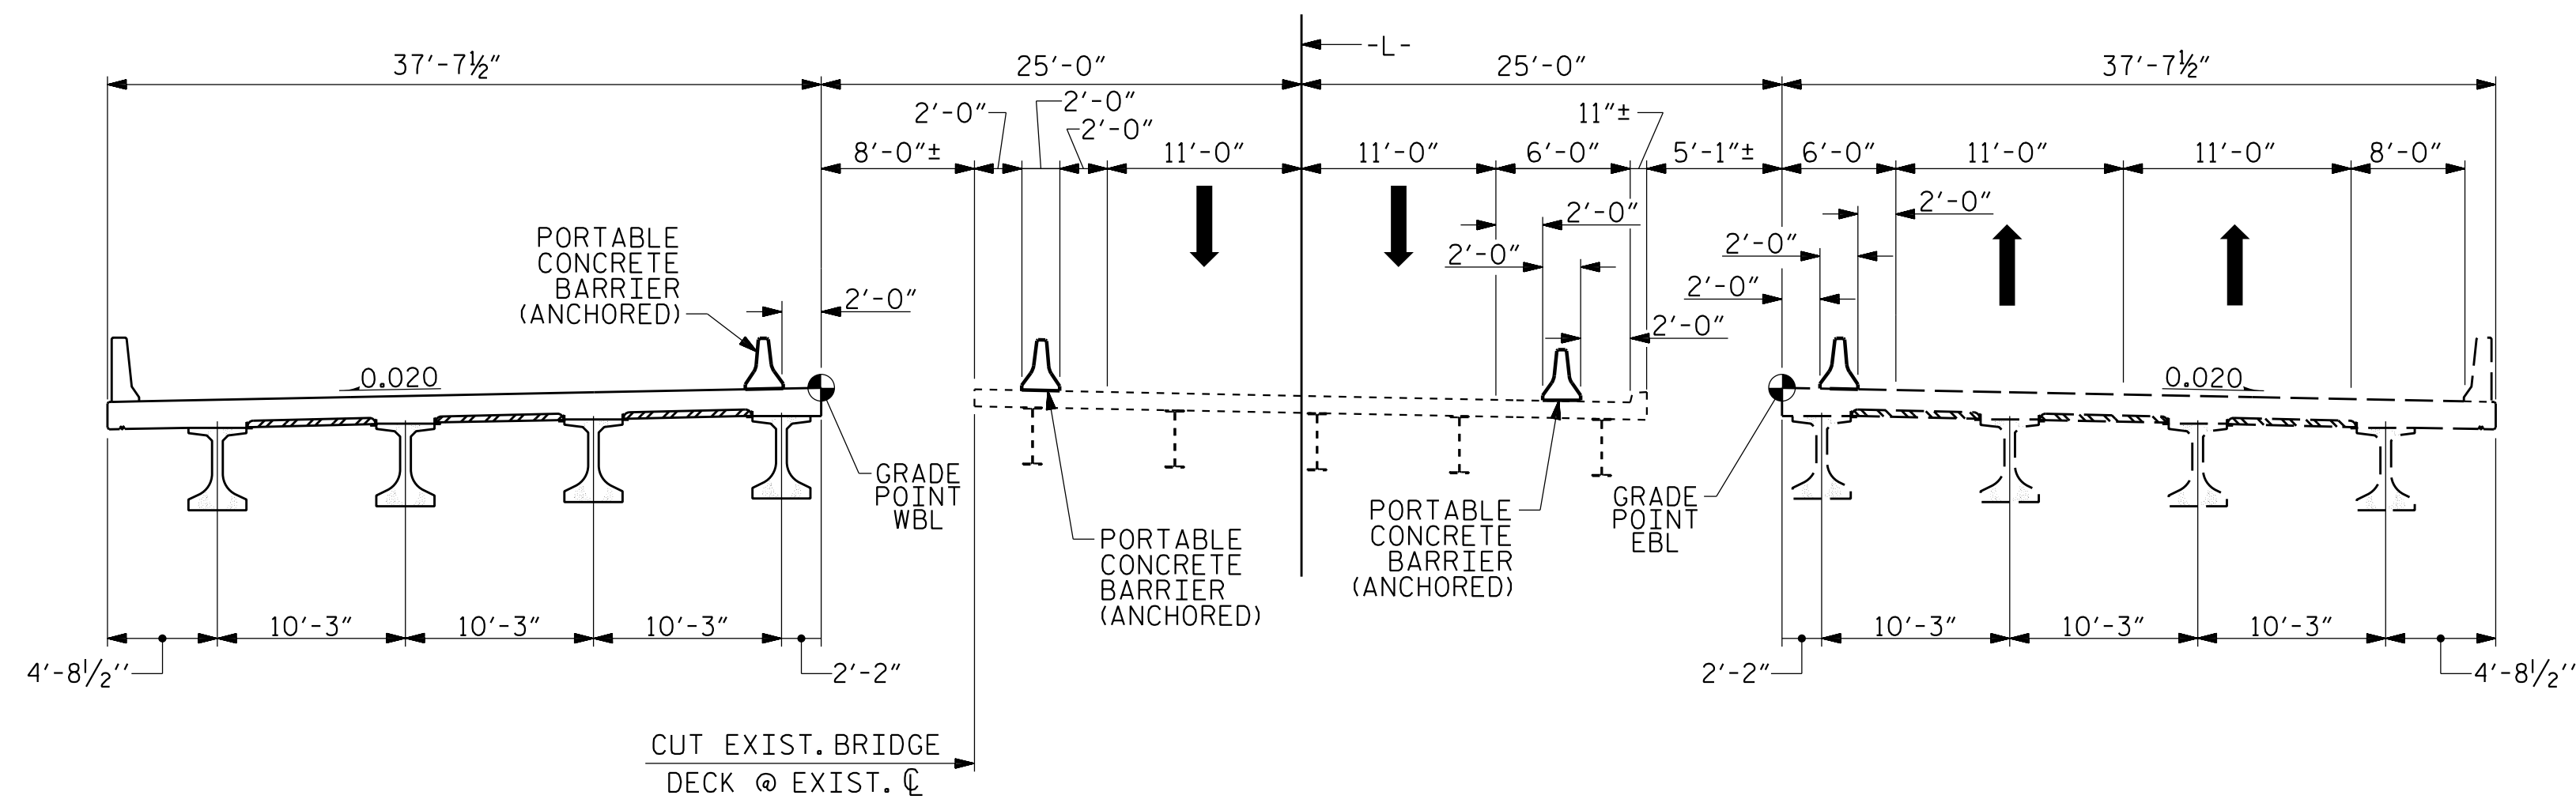 -L-
37'-7½" 25'-0" 25'-0" 37'-7½"
2'-0" 2'-0" 11"±
2'-0"
8'-0"± 11'-0" 11'-0" 6'-0" 5'-1"± 6'-0" 11'-0" 11'-0" 8'-0"
2'-0" 2'-0"
2'-0" 2'-0"
2'-0" 2'-0"
2'-0"
PORTABLE
CONCRETE
BARRIER
(ANCHORED)
0.020 0.020
GRADE
POINT
WBL
PORTABLE
CONCRETE
BARRIER
(ANCHORED)
PORTABLE
CONCRETE
BARRIER
(ANCHORED)
GRADE
POINT
EBL
10'-3" 10'-3" 10'-3" 10'-3" 10'-3" 10'-3"
4'-8½" 2'-2" 2'-2" 4'-8½"
CUT EXIST. BRIDGE
DECK @ EXIST. ℄